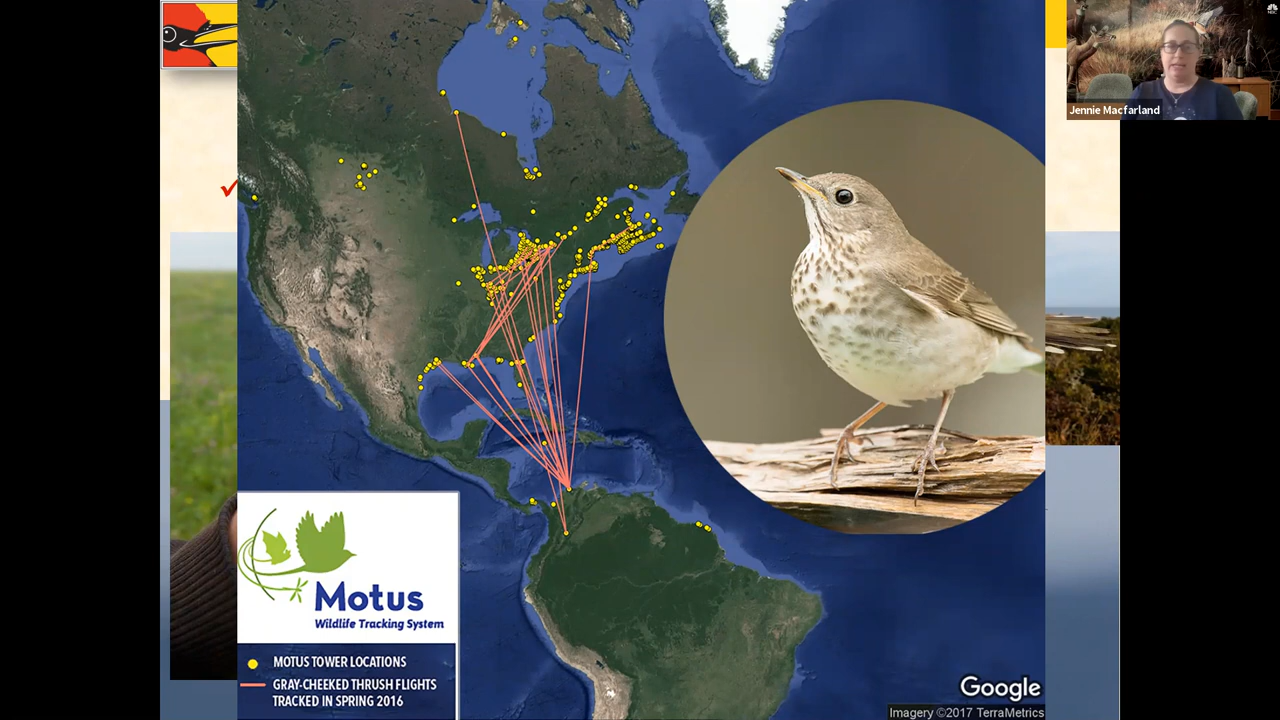 Jennie Macfarland
Motus
Wildlife Tracking System
MOTUS TOWER LOCATIONS
GRAY-CHEEKED THRUSH FLIGHTS
TRACKED IN SPRING 2016
Google
Imagery ©2017 TerraMetrics